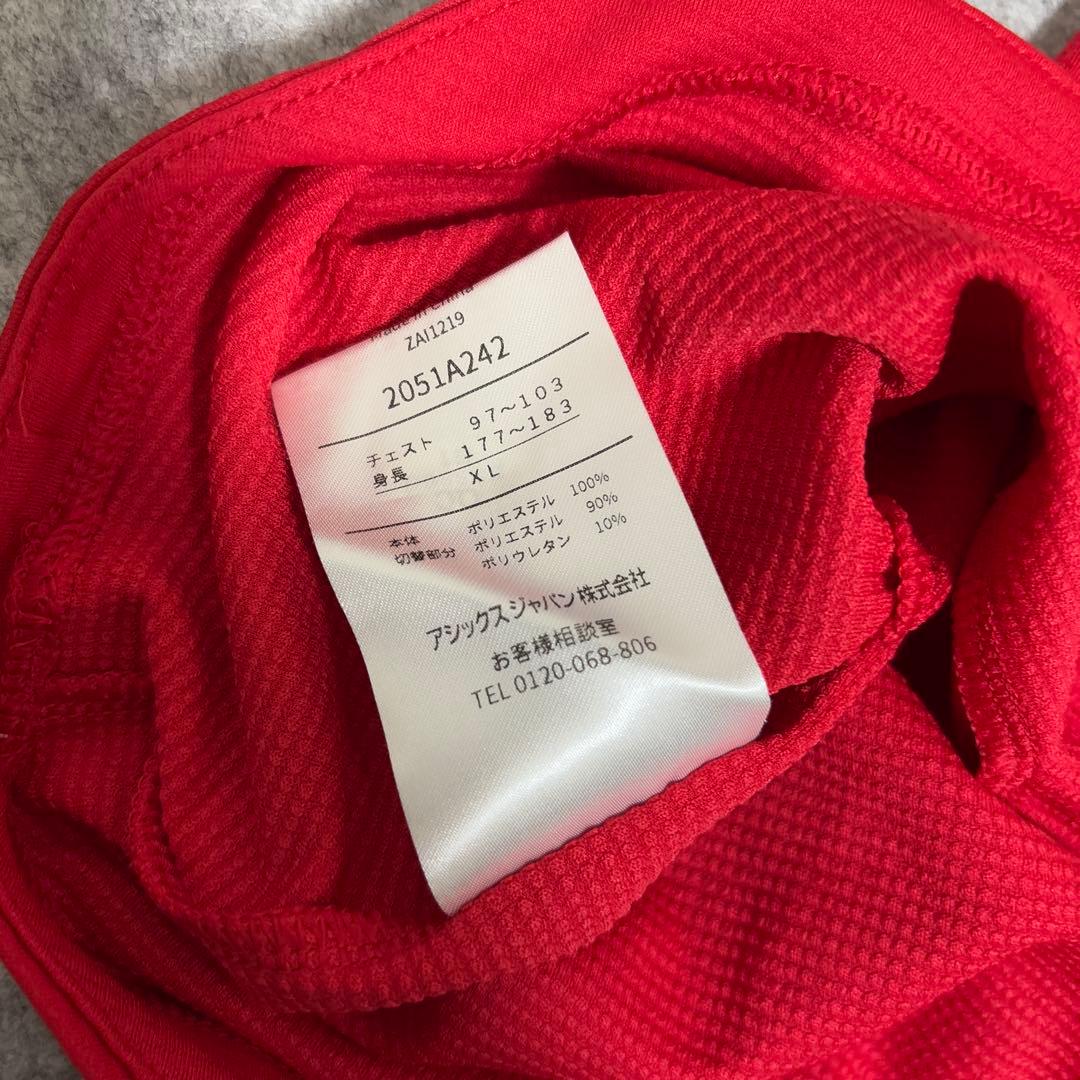 Made in China
ZAI1219
2051A242
チェスト 97～103
身長 177～183
XL
本体 ポリエステル 100%
切替部分 ポリエステル 90%
ポリウレタン 10%
アシックスジャパン株式会社
お客様相談室
TEL 0120-068-806